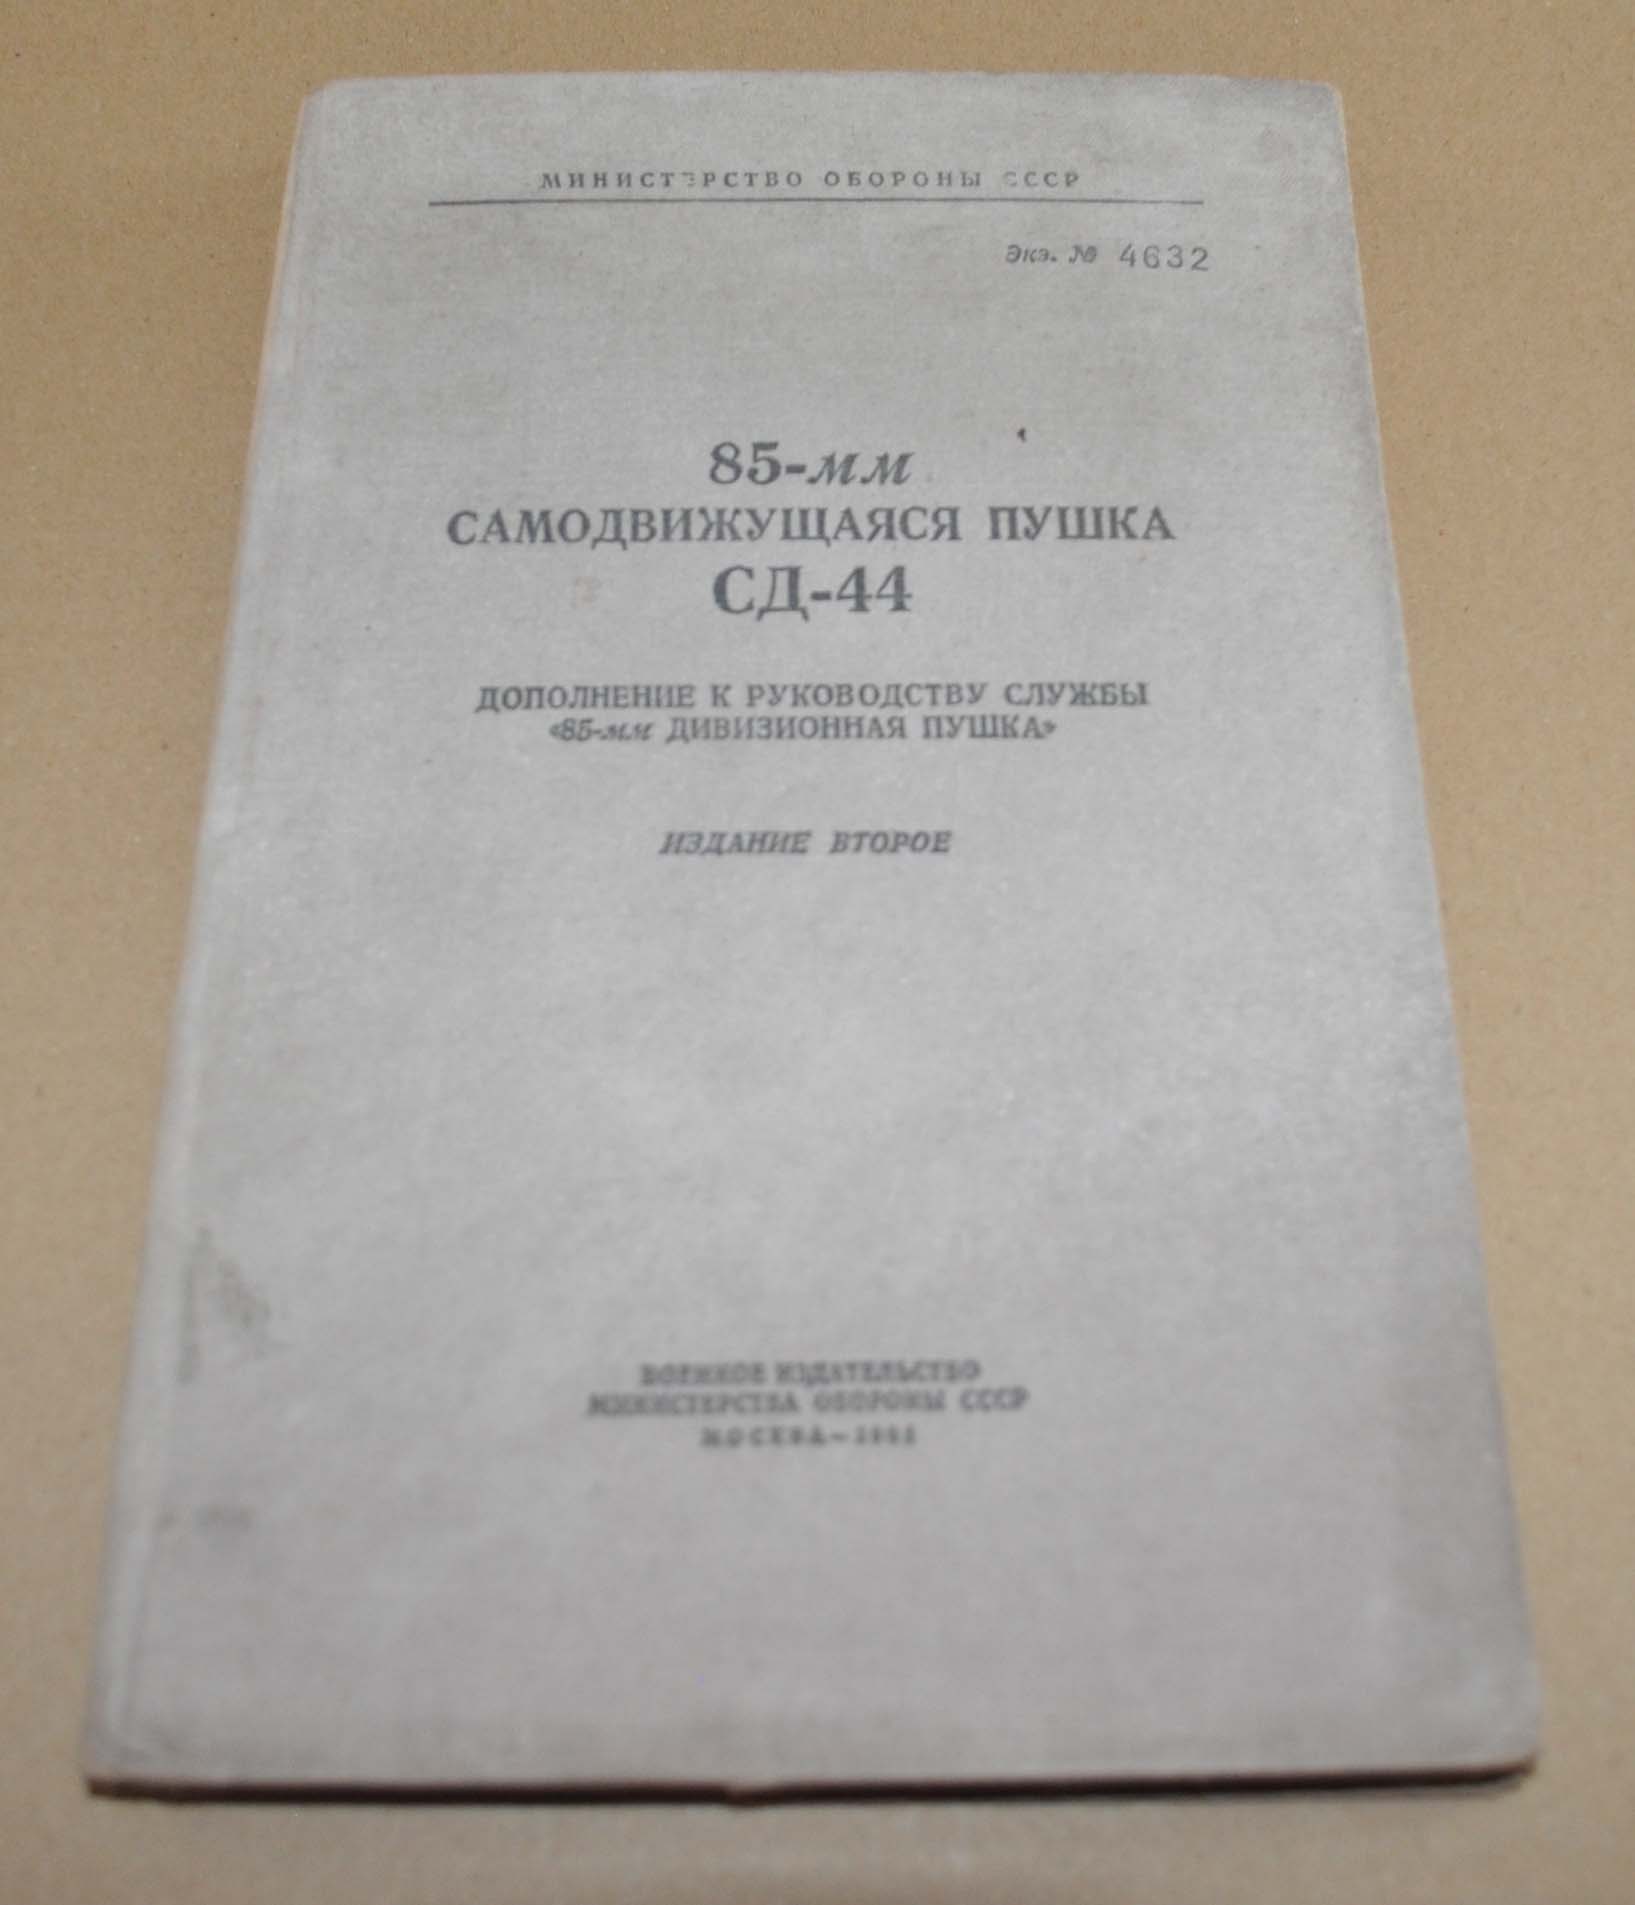 МИНИСТЕРСТВО ОБОРОНЫ СССР
Экз. № 4632
85-мм
САМОДВИЖУЩАЯСЯ ПУШКА
СД-44
ДОПОЛНЕНИЕ К РУКОВОДСТВУ СЛУЖБЫ
«85-мм ДИВИЗИОННАЯ ПУШКА»
ИЗДАНИЕ ВТОРОЕ
ВОЕННОЕ ИЗДАТЕЛЬСТВО
МИНИСТЕРСТВА ОБОРОНЫ СССР
МОСКВА—